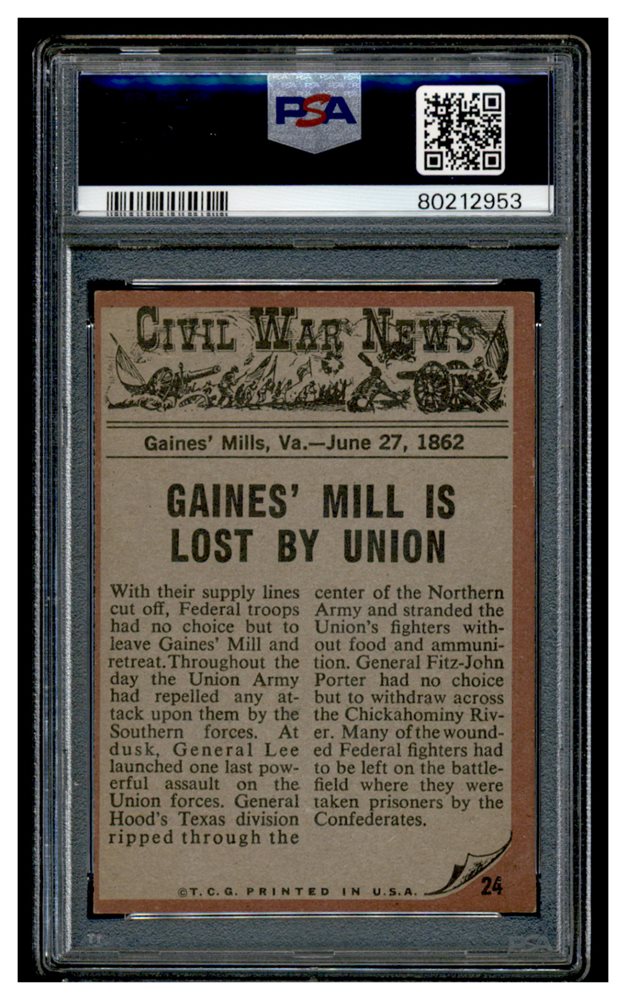 PSA
80212953
CIVIL WAR NEWS
Gaines' Mills, Va.—June 27, 1862
GAINES' MILL IS
LOST BY UNION
With their supply lines
cut off, Federal troops
had no choice but to
leave Gaines' Mill and
retreat.Throughout the
day the Union Army
had repelled any at-
tack upon them by the
Southern forces. At
dusk, General Lee
launched one last pow-
erful assault on the
Union forces. General
Hood's Texas division
ripped through the
center of the Northern
Army and stranded the
Union's fighters with-
out food and ammuni-
tion. General Fitz-John
Porter had no choice
but to withdraw across
the Chickahominy Riv-
er. Many of the wound-
ed Federal fighters had
to be left on the battle-
field where they were
taken prisoners by the
Confederates.
©T.C.G. PRINTED IN U.S.A.
24
PSA